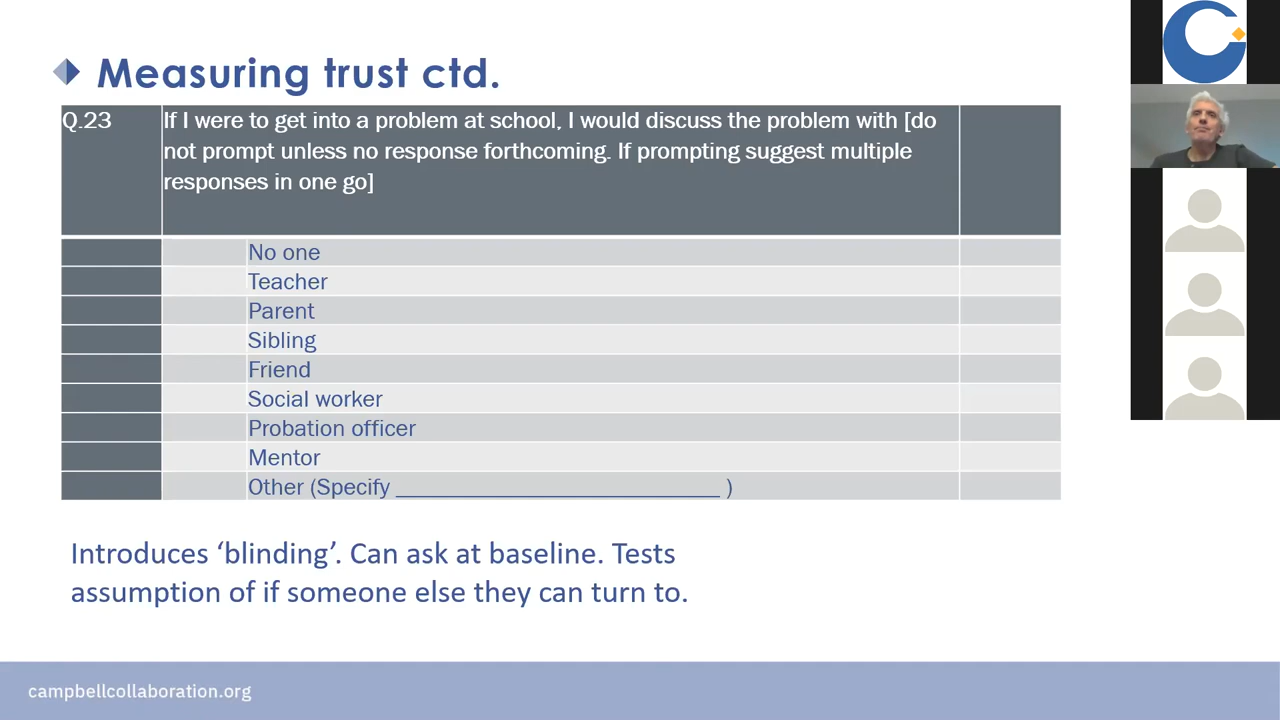 Measuring trust ctd.
Q.23
If I were to get into a problem at school, I would discuss the problem with [do
not prompt unless no response forthcoming. If prompting suggest multiple
responses in one go]
No one
Teacher
Parent
Sibling
Friend
Social worker
Probation officer
Mentor
Other (Specify __________________________ )
Introduces ‘blinding’. Can ask at baseline. Tests
assumption of if someone else they can turn to.
campbellcollaboration.org